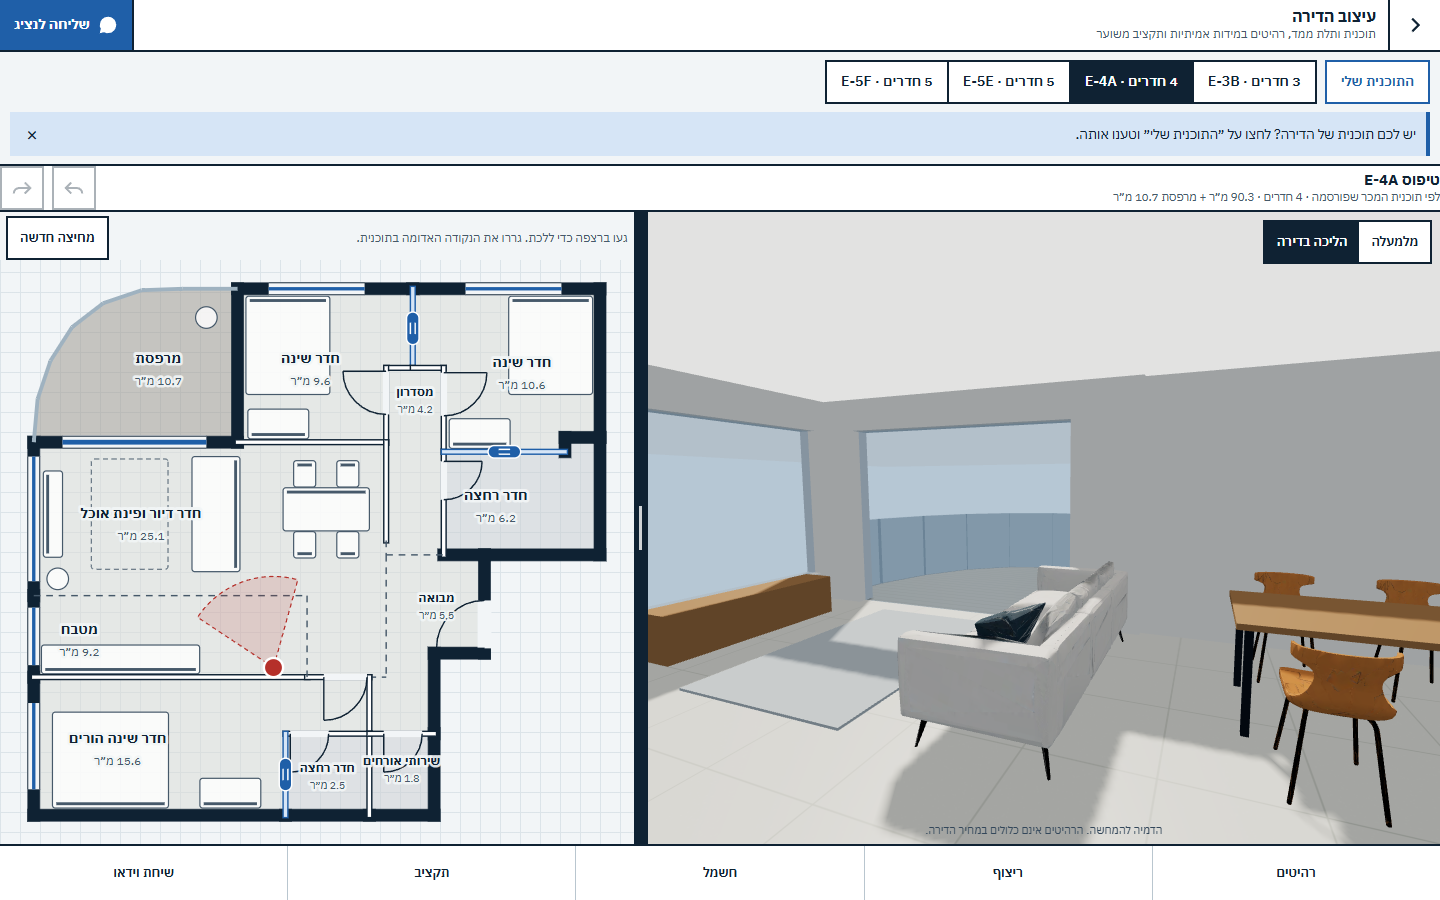 עיצוב הדירה
תוכנית ותלת ממד, רהיטים במידות אמיתיות ותקציב משוער
שליחה לנציג
התוכנית שלי
3 חדרים · E-3B
4 חדרים · E-4A
5 חדרים · E-5E
5 חדרים · E-5F
יש לכם תוכנית של הדירה? לחצו על ״התוכנית שלי״ וטענו אותה.
×
טיפוס E-4A
לפי תוכנית המכר שפורסמה · 4 חדרים · 90.3 מ״ר + מרפסת 10.7 מ״ר
מלמעלה
הליכה בדירה
געו ברצפה כדי ללכת. גררו את הנקודה האדומה בתוכנית.
מחיצה חדשה
חדר שינה
10.6 מ״ר
חדר שינה
9.6 מ״ר
מרפסת
10.7 מ״ר
מסדרון
4.2 מ״ר
חדר רחצה
6.2 מ״ר
חדר דיור ופינת אוכל
25.1 מ״ר
מבואה
5.5 מ״ר
מטבח
9.2 מ״ר
חדר שינה הורים
15.6 מ״ר
שירותי אורחים
1.8 מ״ר
חדר רחצה
2.5 מ״ר
הדמיה להמחשה. הרהיטים אינם כלולים במחיר הדירה.
רהיטים
ריצוף
חשמל
תקציב
שיחת וידאו